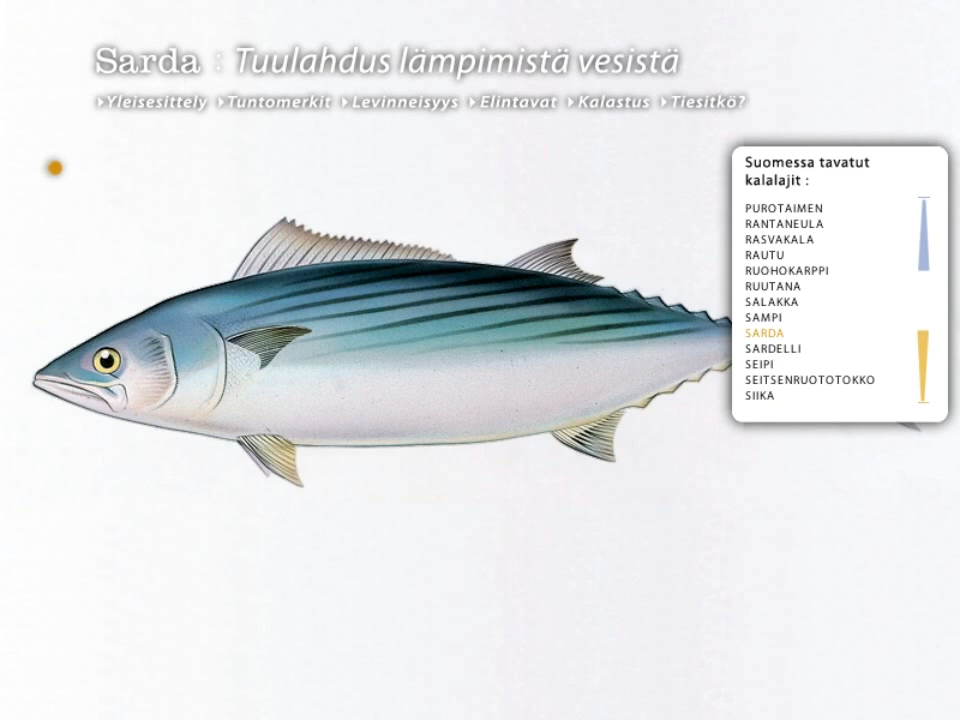 Sarda : Tuulahdus lämpimistä vesistä
Yleisesittely Tuntomerkit Levinneisyys Elintavat Kalastus Tiesitkö?
Suomessa tavatut
kalalajit :
PUROTAIMEN
RANTANEULA
RASVAKALA
RAUTU
RUOHOKARPPI
RUUTANA
SALAKKA
SAMPI
SARDA
SARDELLI
SEIPI
SEITSENRUOTOTOKKO
SIIKA